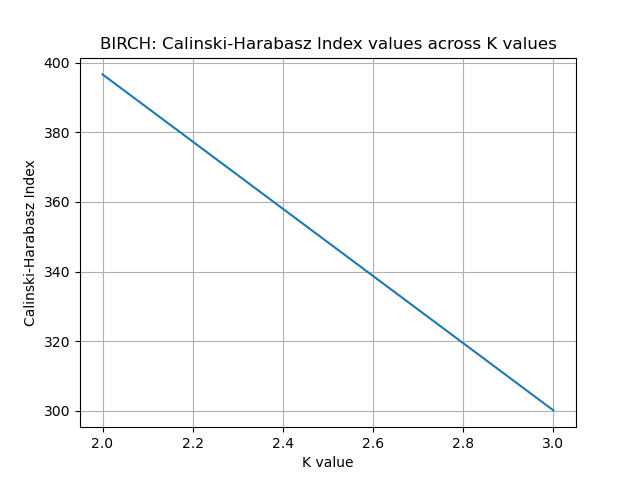 BIRCH: Calinski-Harabasz Index values across K values
400
380
360
340
320
300
Calinski-Harabasz Index
2.0 2.2 2.4 2.6 2.8 3.0
K value